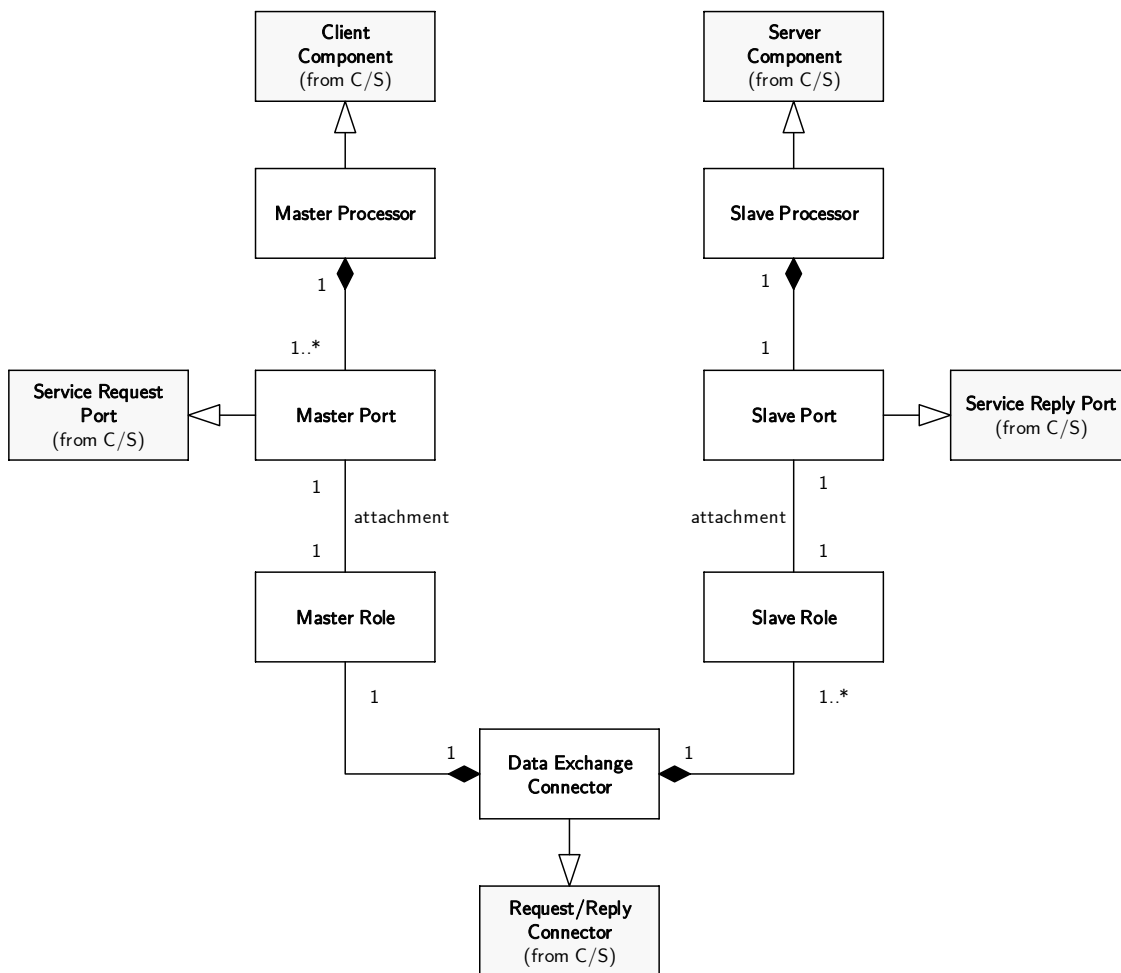 Client
Component
(from C/S)
Server
Component
(from C/S)
Master Processor
Slave Processor
1
1
1..*
1
Service Request
Port
(from C/S)
Master Port
Slave Port
Service Reply Port
(from C/S)
1
1
attachment
attachment
1
1
Master Role
Slave Role
1
1..*
1
1
Data Exchange
Connector
Request/Reply
Connector
(from C/S)